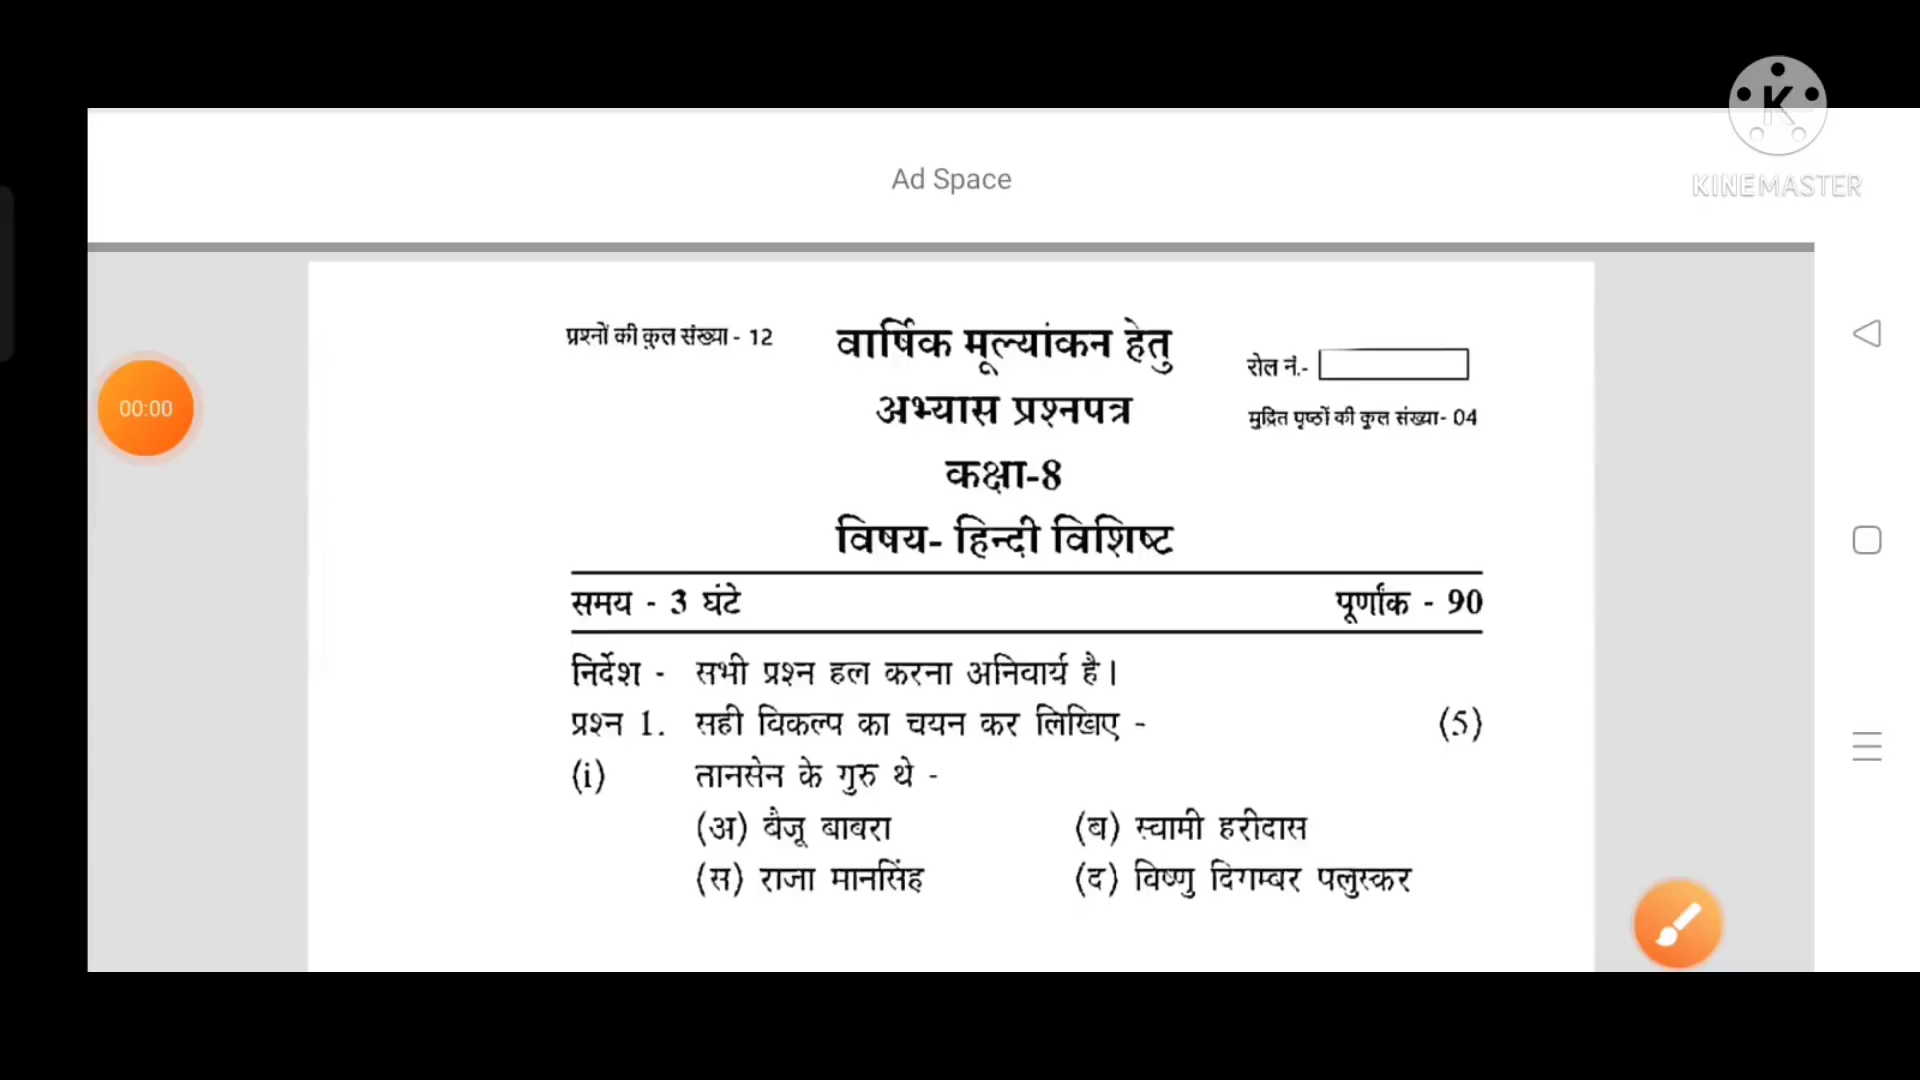 Ad Space
K
KINEMASTER
प्रश्नों की कुल संख्या - 12
वार्षिक मूल्यांकन हेतु
रोल नं.-
अभ्यास प्रश्नपत्र
मुद्रित पृष्ठों की कुल संख्या- 04
00:00
कक्षा-8
विषय- हिन्दी विशिष्ट
समय - 3 घंटे पूर्णांक - 90
निर्देश - सभी प्रश्न हल करना अनिवार्य है।
प्रश्न 1. सही विकल्प का चयन कर लिखिए - (5)
(i) तानसेन के गुरु थे -
(अ) बैजू बाबरा (ब) स्वामी हरीदास
(स) राजा मानसिंह (द) विष्णु दिगम्बर पलुस्कर